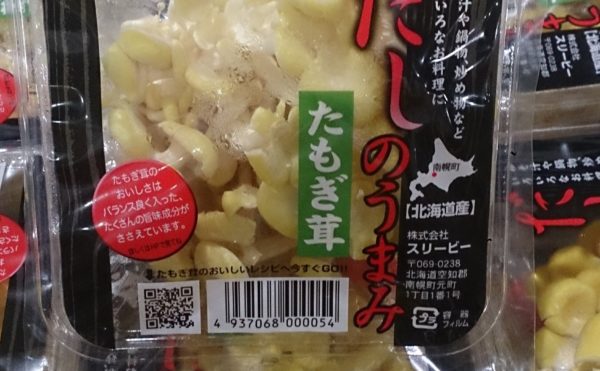 汁や鍋物、炒め物など
いろいろなお料理に
だしのうまみ
たもぎ茸
たもぎ茸の
おいしさは
バランス良く入った、
たくさんの旨味成分が
ささえています。
南幌町
【北海道産】
株式会社
スリービー
〒069-0238
北海道空知郡
南幌町元町
1丁目1番1号
たもぎ茸のおいしいレシピへ今すぐGO!!
4 937068 000054
プラ
容器
フィルム